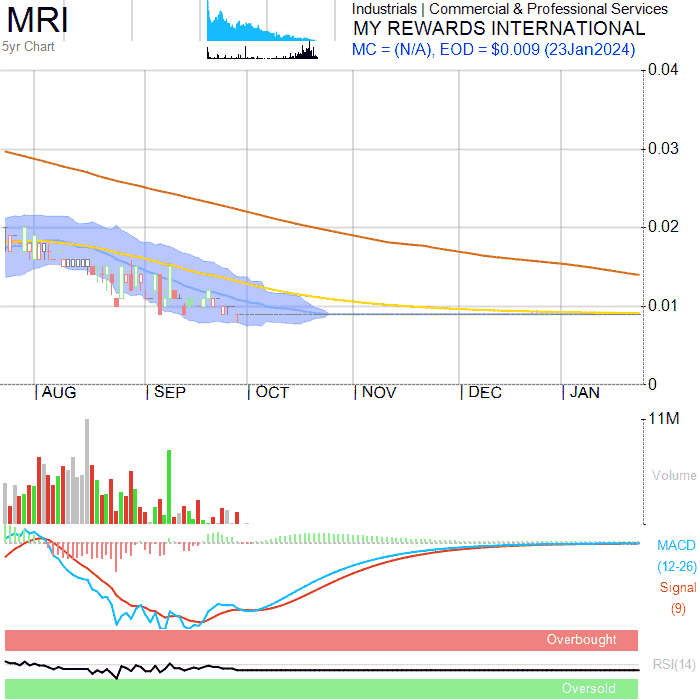 MRI
5yr Chart
Industrials | Commercial & Professional Services
MY REWARDS INTERNATIONAL
MC = (N/A), EOD = $0.009 (23Jan2024)
0.04
0.03
0.02
0.01
0
AUG
SEP
OCT
NOV
DEC
JAN
11M
Volume
MACD
(12-26)
Signal
(9)
Overbought
RSI(14)
Oversold